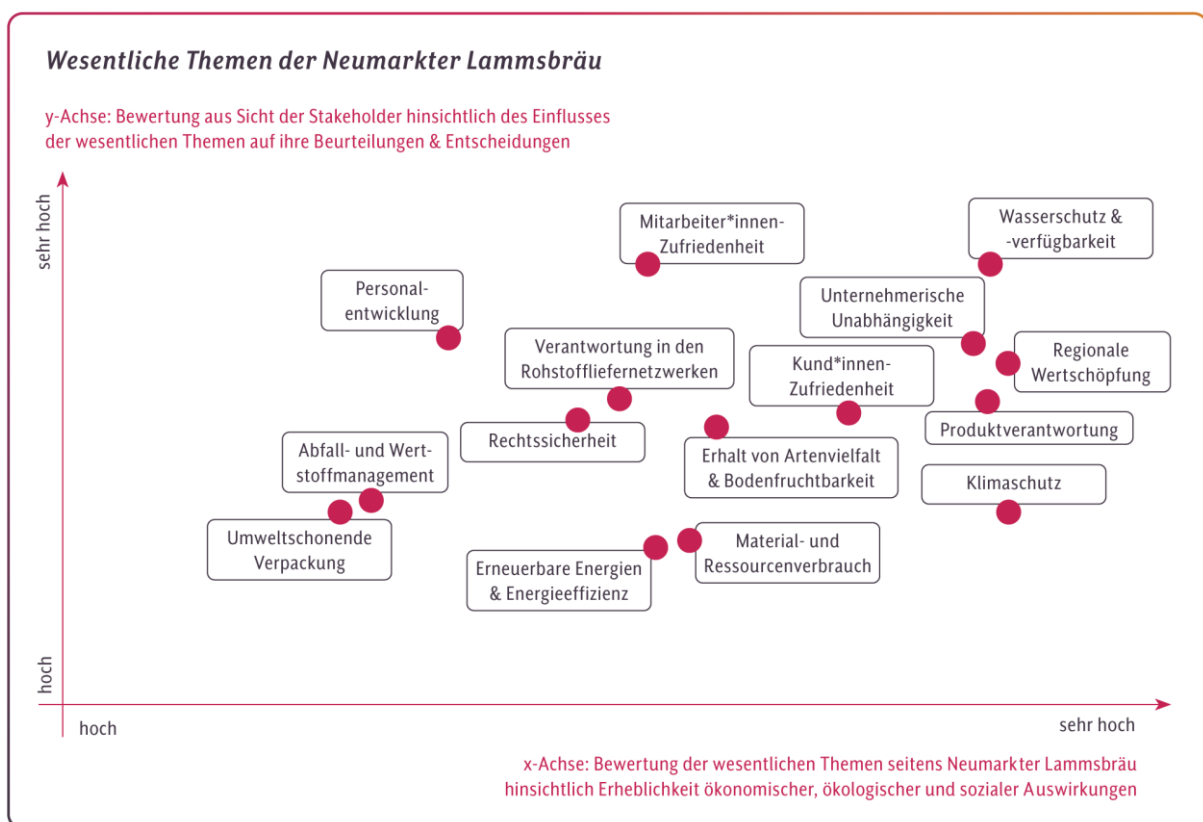 Wesentliche Themen der Neumarkter Lammsbräu
y-Achse: Bewertung aus Sicht der Stakeholder hinsichtlich des Einflusses
der wesentlichen Themen auf ihre Beurteilungen & Entscheidungen
sehr hoch
Mitarbeiter*innen-
Zufriedenheit
Wasserschutz &
-verfügbarkeit
Personal-
entwicklung
Unternehmerische
Unabhängigkeit
Verantwortung in den
Rohstoffliefernetzwerken
Kund*innen-
Zufriedenheit
Regionale
Wertschöpfung
Rechtssicherheit
Produktverantwortung
Abfall- und Wert-
stoffmanagement
Erhalt von Artenvielfalt
& Bodenfruchtbarkeit
Klimaschutz
Umweltschonende
Verpackung
Erneuerbare Energien
& Energieeffizienz
Material- und
Ressourcenverbrauch
hoch
hoch
sehr hoch
x-Achse: Bewertung der wesentlichen Themen seitens Neumarkter Lammsbräu
hinsichtlich Erheblichkeit ökonomischer, ökologischer und sozialer Auswirkungen